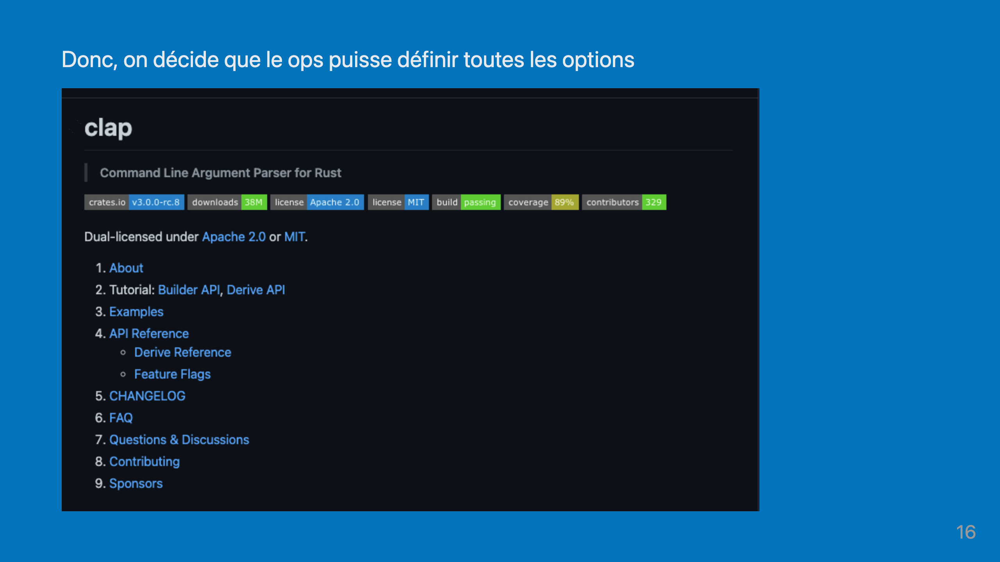 Donc, on décide que le ops puisse définir toutes les options
clap
Command Line Argument Parser for Rust
crates.io v3.0.0-rc.8 downloads 38M license Apache 2.0 license MIT build passing coverage 89% contributors 329
Dual-licensed under Apache 2.0 or MIT.
1. About
2. Tutorial: Builder API, Derive API
3. Examples
4. API Reference
Derive Reference
Feature Flags
5. CHANGELOG
6. FAQ
7. Questions & Discussions
8. Contributing
9. Sponsors
16